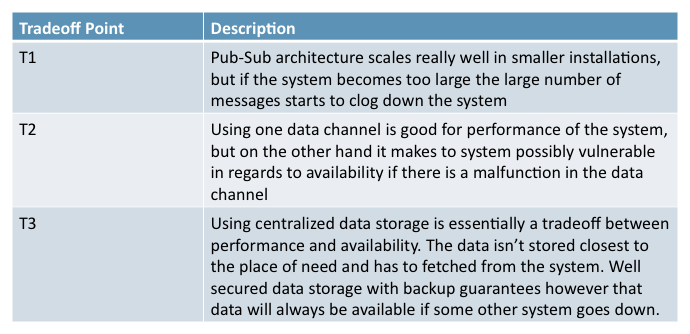 Tradeoff Point Description
T1 Pub-Sub architecture scales really well in smaller installations,
but if the system becomes too large the large number of
messages starts to clog down the system
T2 Using one data channel is good for performance of the system,
but on the other hand it makes to system possibly vulnerable
in regards to availability if there is a malfunction in the data
channel
T3 Using centralized data storage is essentially a tradeoff between
performance and availability. The data isn’t stored closest to
the place of need and has to fetched from the system. Well
secured data storage with backup guarantees however that
data will always be available if some other system goes down.